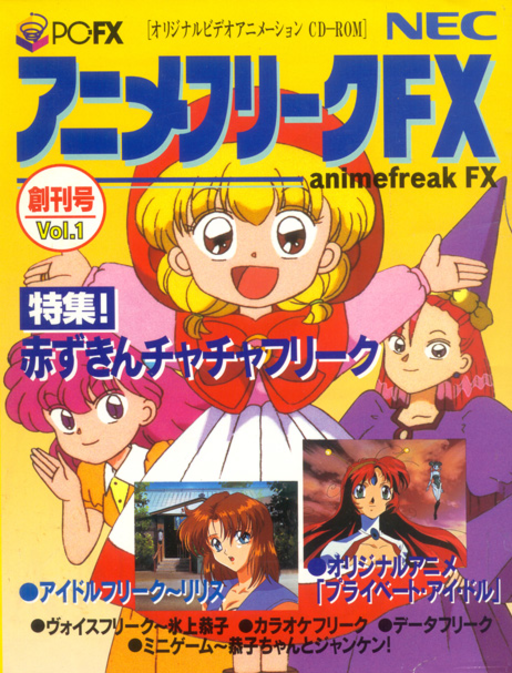 PC-FX [オリジナルビデオアニメーション CD-ROM] NEC
アニメフリークFX
animefreak FX
創刊号
Vol.1
特集!
赤ずきんチャチャフリーク
●オリジナルアニメ
●アイドルフリーク~リリス 「プライベート・アイ・ドル」
●ヴォイスフリーク~氷上恭子 ●カラオケフリーク ●データフリーク
●ミニゲーム~恭子ちゃんとジャンケン!